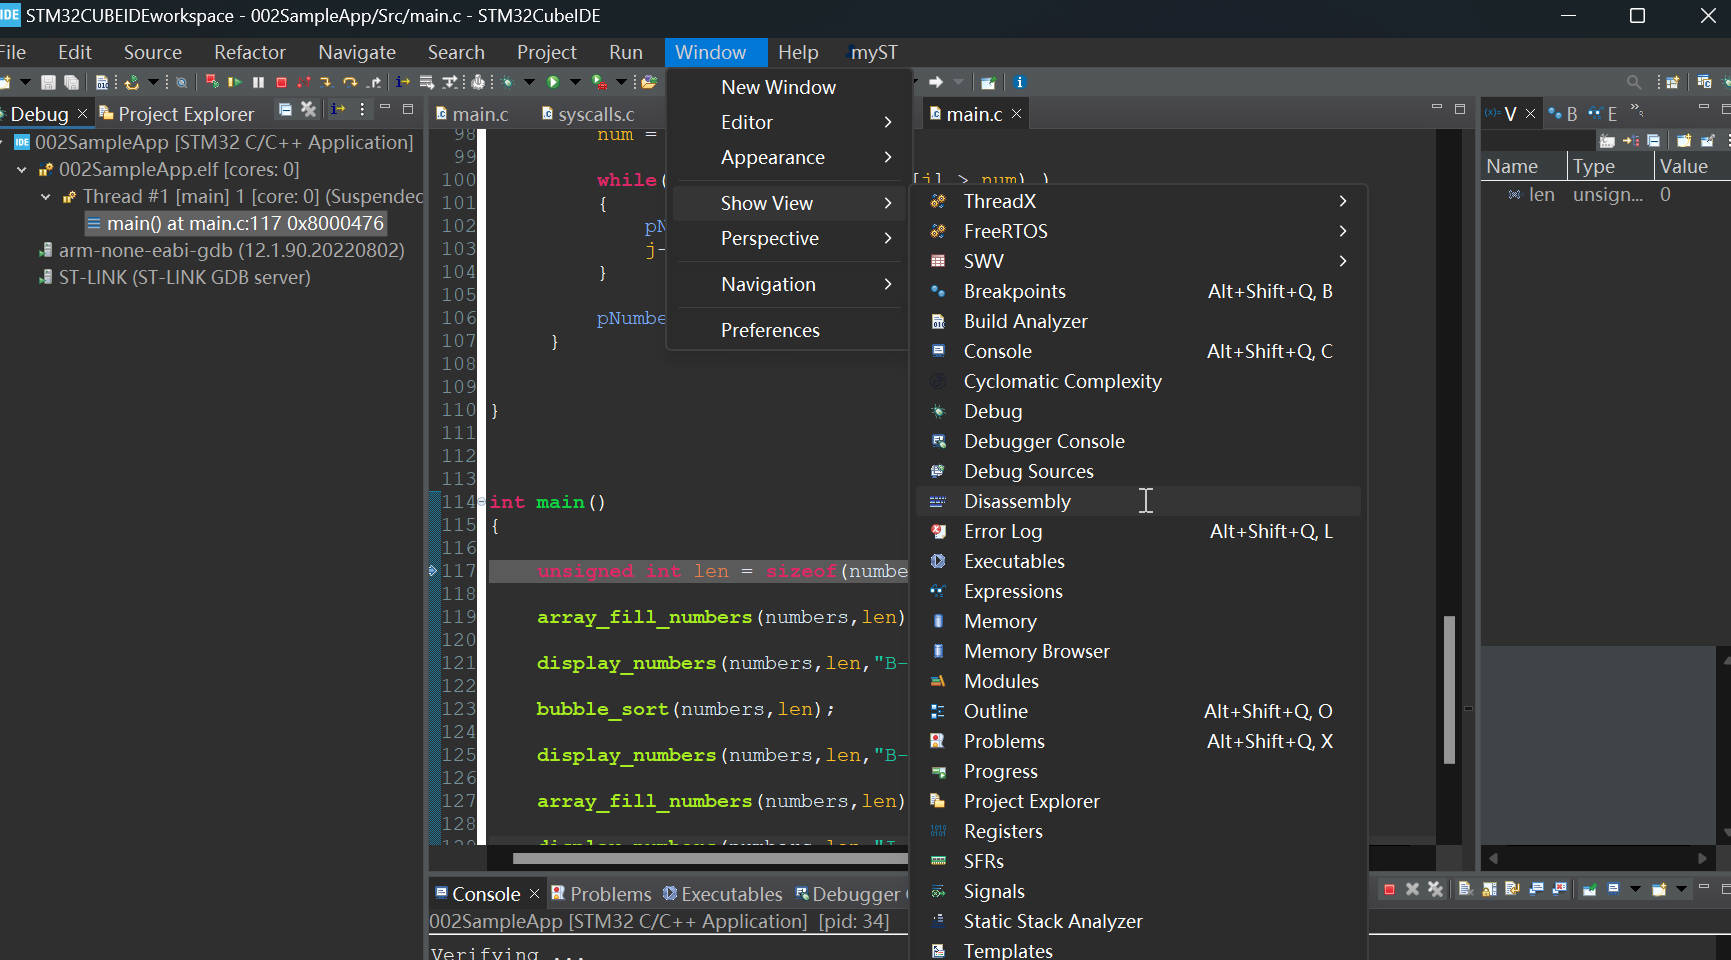 IDE STM32CUBEIDEworkspace - 002SampleApp/Src/main.c - STM32CubeIDE
File Edit Source Refactor Navigate Search Project Run Window Help myST
Debug Project Explorer
IDE 002SampleApp [STM32 C/C++ Application]
002SampleApp.elf [cores: 0]
Thread #1 [main] 1 [core: 0] (Suspended
main() at main.c:117 0x8000476
arm-none-eabi-gdb (12.1.90.20220802)
ST-LINK (ST-LINK GDB server)
main.c syscalls.c main.c
98 num =
99
100 while( [j] > num) )
101 {
102 pN
103 j-
104 }
105
106 pNumbe
107 }
108
109
110 }
111
112
113
114 int main()
115 {
116
117 unsigned int len = sizeof(numbe
118
119 array_fill_numbers(numbers,len)
120
121 display_numbers(numbers,len,"B-
122
123 bubble_sort(numbers,len);
124
125 display_numbers(numbers,len,"B-
126
127 array_fill_numbers(numbers,len)
128
129 display_numbers(numbers,len,"I
New Window
Editor
Appearance
Show View
Perspective
Navigation
Preferences
ThreadX
FreeRTOS
SWV
Breakpoints Alt+Shift+Q, B
Build Analyzer
Console Alt+Shift+Q, C
Cyclomatic Complexity
Debug
Debugger Console
Debug Sources
Disassembly
Error Log Alt+Shift+Q, L
Executables
Expressions
Memory
Memory Browser
Modules
Outline Alt+Shift+Q, O
Problems Alt+Shift+Q, X
Progress
Project Explorer
Registers
SFRs
Signals
Static Stack Analyzer
Templates
V B E
Name Type Value
len unsign... 0
Console Problems Executables Debugger
002SampleApp [STM32 C/C++ Application] [pid: 34]
Verifying ...